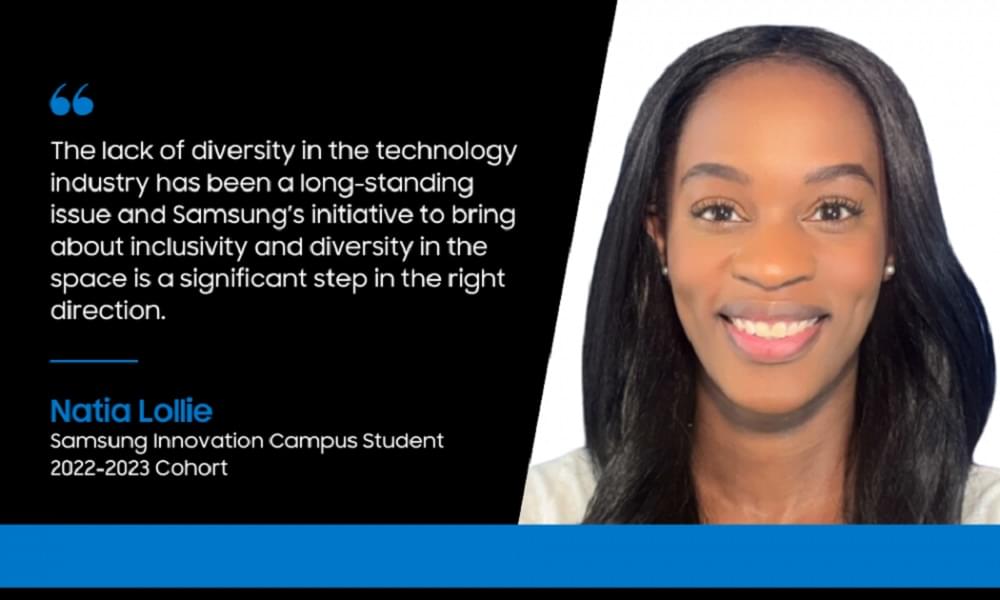 “
The lack of diversity in the technology
industry has been a long-standing
issue and Samsung’s initiative to bring
about inclusivity and diversity in the
space is a significant step in the right
direction.
Natia Lollie
Samsung Innovation Campus Student
2022-2023 Cohort